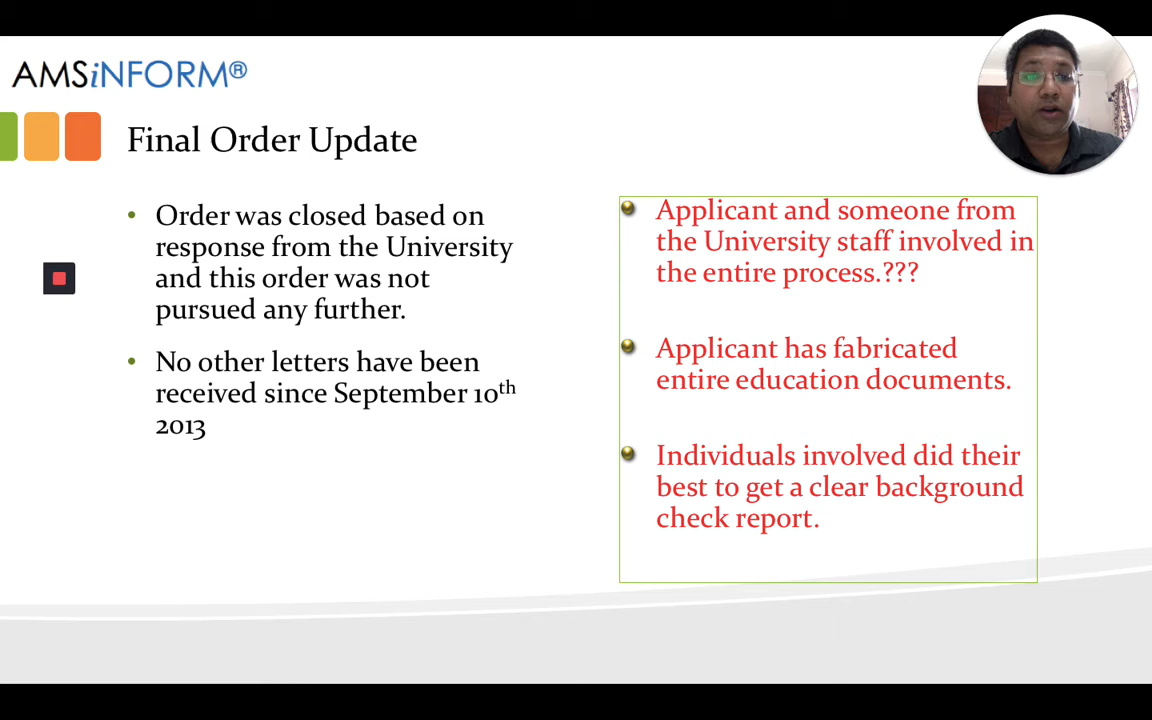 AMSiNFORM®
Final Order Update
• Order was closed based on
response from the University
and this order was not
pursued any further.
• No other letters have been
received since September 10th
2013
Applicant and someone from
the University staff involved in
the entire process.???
Applicant has fabricated
entire education documents.
Individuals involved did their
best to get a clear background
check report.